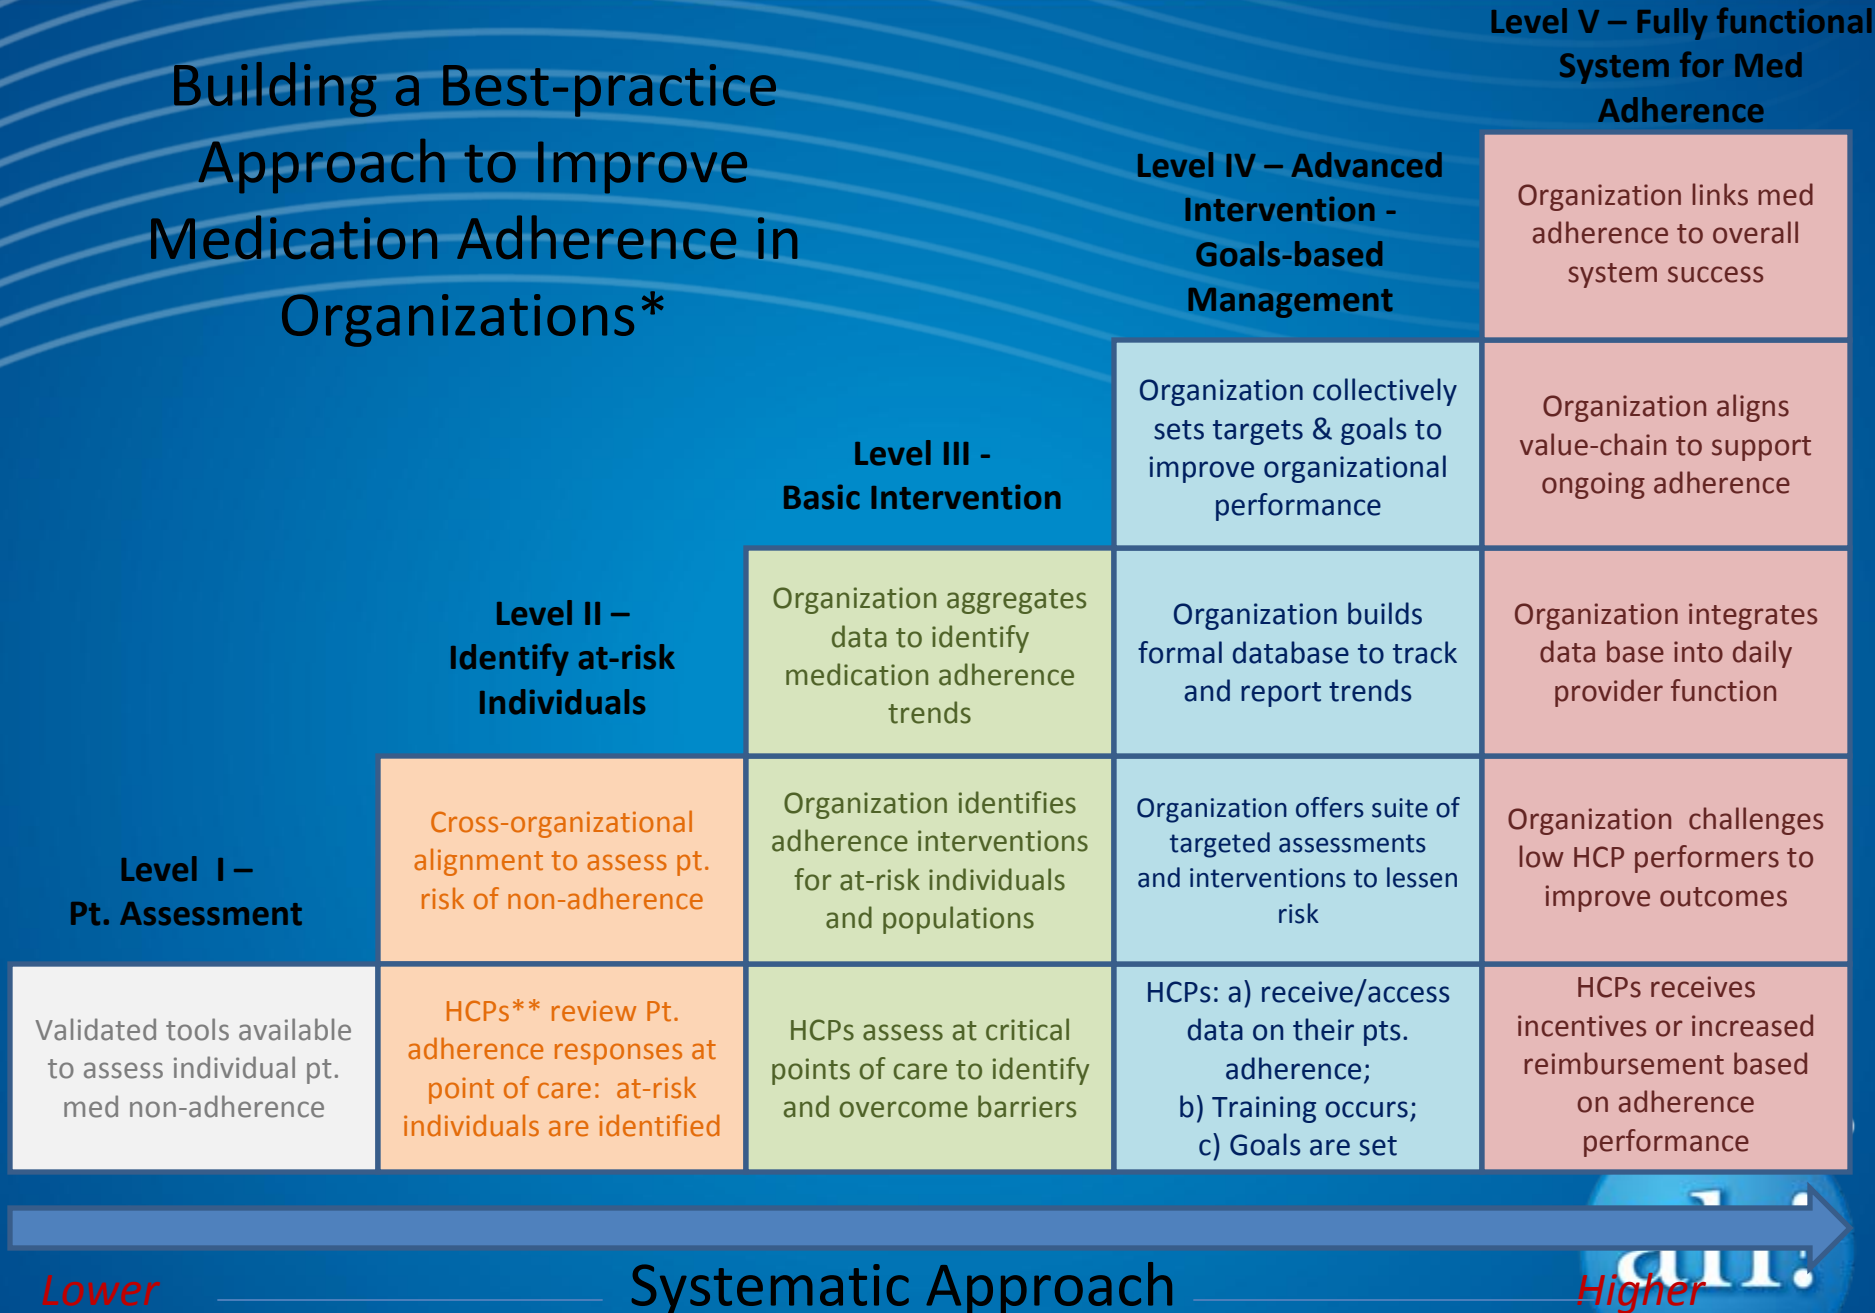 Building a Best-practice
Approach to Improve
Medication Adherence in
Organizations*
Level I –
Pt. Assessment
Validated tools available
to assess individual pt.
med non-adherence
Level II –
Identify at-risk
Individuals
Cross-organizational
alignment to assess pt.
risk of non-adherence
HCPs** review Pt.
adherence responses at
point of care: at-risk
individuals are identified
Level III -
Basic Intervention
Organization aggregates
data to identify
medication adherence
trends
Organization identifies
adherence interventions
for at-risk individuals
and populations
HCPs assess at critical
points of care to identify
and overcome barriers
Level IV – Advanced
Intervention -
Goals-based
Management
Organization collectively
sets targets & goals to
improve organizational
performance
Organization builds
formal database to track
and report trends
Organization offers suite of
targeted assessments
and interventions to lessen
risk
HCPs: a) receive/access
data on their pts.
adherence;
b) Training occurs;
c) Goals are set
Level V – Fully functional
System for Med
Adherence
Organization links med
adherence to overall
system success
Organization aligns
value-chain to support
ongoing adherence
Organization integrates
data base into daily
provider function
Organization challenges
low HCP performers to
improve outcomes
HCPs receives
incentives or increased
reimbursement based
on adherence
performance
Lower
Systematic Approach
Higher